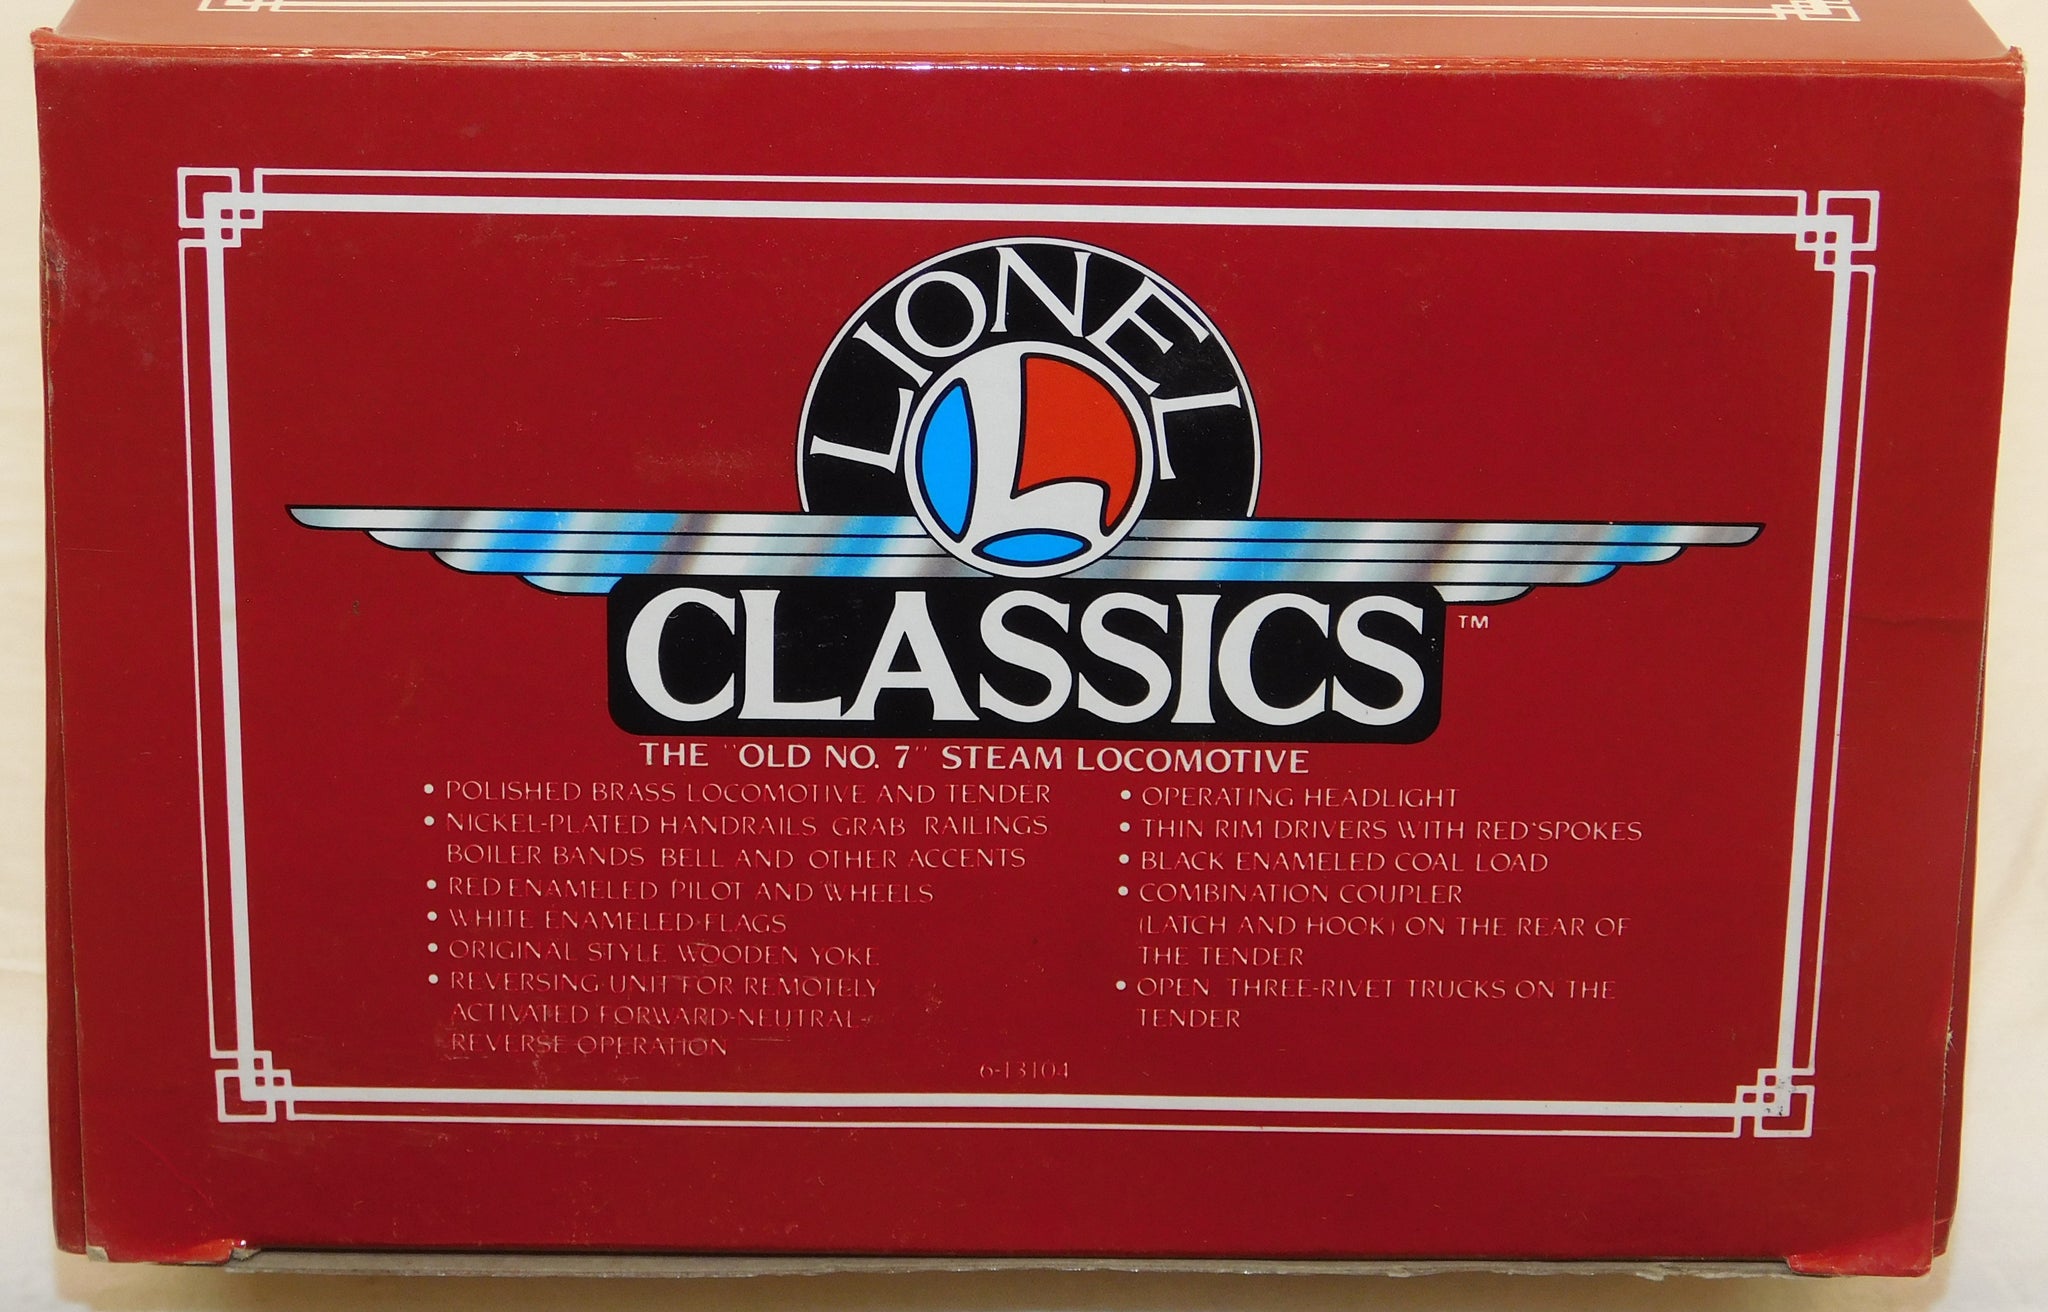 LIONEL
L
CLASSICS ™
THE "OLD NO. 7" STEAM LOCOMOTIVE
• POLISHED BRASS LOCOMOTIVE AND TENDER
• NICKEL-PLATED HANDRAILS GRAB RAILINGS
BOILER BANDS BELL AND OTHER ACCENTS
• RED ENAMELED PILOT AND WHEELS
• WHITE ENAMELED FLAGS
• ORIGINAL STYLE WOODEN YOKE
• REVERSING UNIT FOR REMOTELY
ACTIVATED FORWARD-NEUTRAL-
REVERSE OPERATION
• OPERATING HEADLIGHT
• THIN RIM DRIVERS WITH RED SPOKES
• BLACK ENAMELED COAL LOAD
• COMBINATION COUPLER
(LATCH AND HOOK) ON THE REAR OF
THE TENDER
• OPEN THREE-RIVET TRUCKS ON THE
TENDER
6-13104